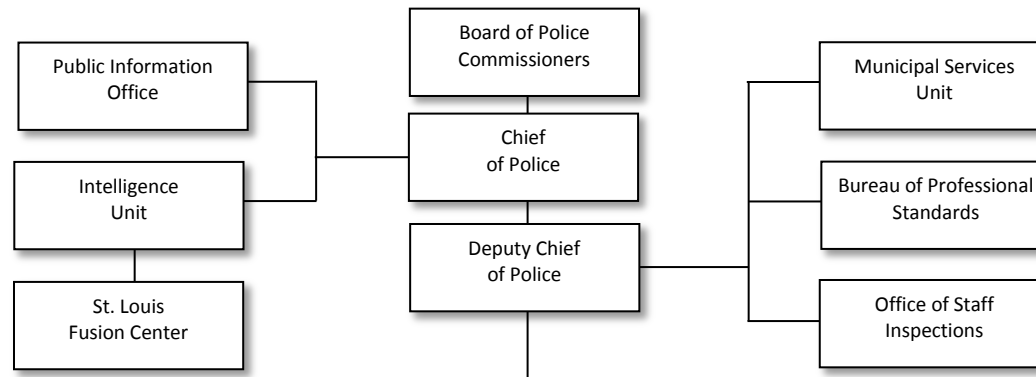 Board of Police
Commissioners
Public Information
Office
Municipal Services
Unit
Chief
of Police
Intelligence
Unit
Bureau of Professional
Standards
Deputy Chief
of Police
St. Louis
Fusion Center
Office of Staff
Inspections